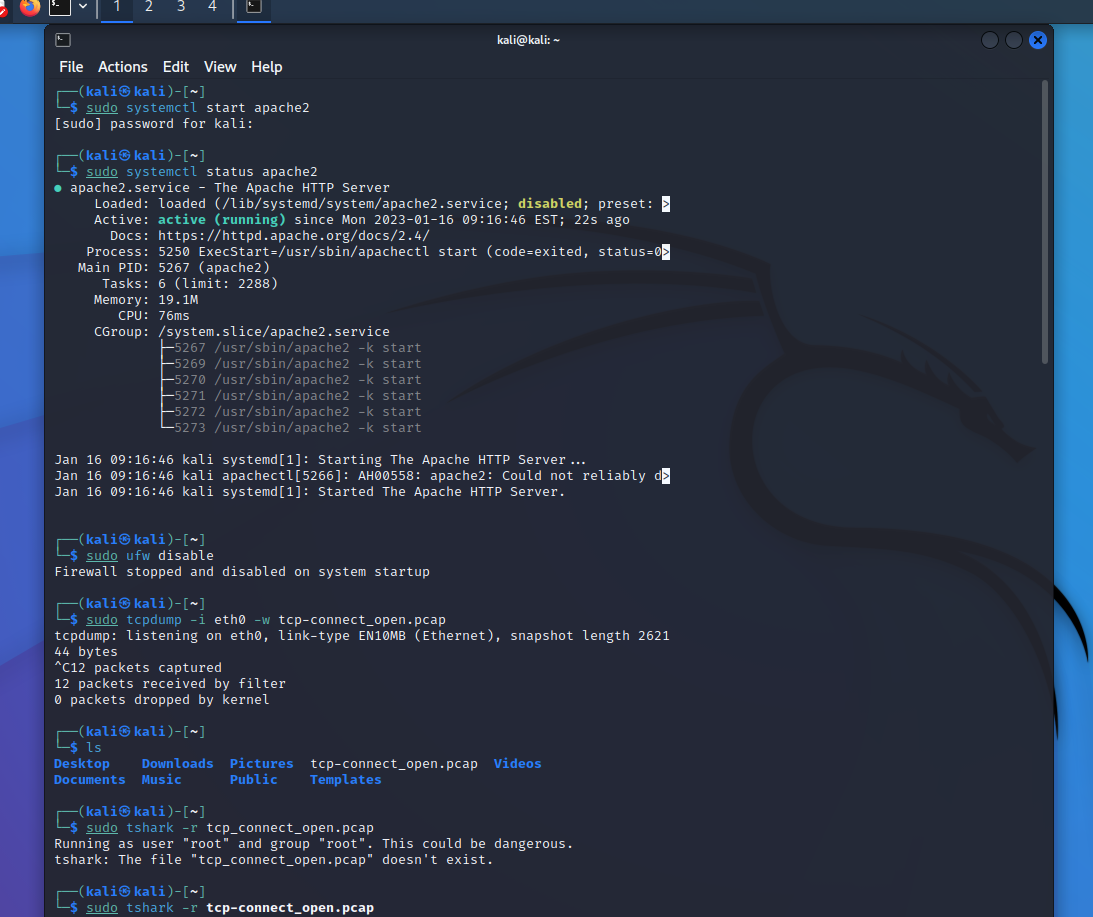 1 2 3 4
kali@kali: ~
File Actions Edit View Help
┌──(kali㉿kali)-[~]
└─$ sudo systemctl start apache2
[sudo] password for kali:
┌──(kali㉿kali)-[~]
└─$ sudo systemctl status apache2
● apache2.service - The Apache HTTP Server
Loaded: loaded (/lib/systemd/system/apache2.service; disabled; preset: >
Active: active (running) since Mon 2023-01-16 09:16:46 EST; 22s ago
Docs: https://httpd.apache.org/docs/2.4/
Process: 5250 ExecStart=/usr/sbin/apachectl start (code=exited, status=0>
Main PID: 5267 (apache2)
Tasks: 6 (limit: 2288)
Memory: 19.1M
CPU: 76ms
CGroup: /system.slice/apache2.service
├─5267 /usr/sbin/apache2 -k start
├─5269 /usr/sbin/apache2 -k start
├─5270 /usr/sbin/apache2 -k start
├─5271 /usr/sbin/apache2 -k start
├─5272 /usr/sbin/apache2 -k start
└─5273 /usr/sbin/apache2 -k start
Jan 16 09:16:46 kali systemd[1]: Starting The Apache HTTP Server...
Jan 16 09:16:46 kali apachectl[5266]: AH00558: apache2: Could not reliably d>
Jan 16 09:16:46 kali systemd[1]: Started The Apache HTTP Server.
┌──(kali㉿kali)-[~]
└─$ sudo ufw disable
Firewall stopped and disabled on system startup
┌──(kali㉿kali)-[~]
└─$ sudo tcpdump -i eth0 -w tcp-connect_open.pcap
tcpdump: listening on eth0, link-type EN10MB (Ethernet), snapshot length 2621
44 bytes
^C12 packets captured
12 packets received by filter
0 packets dropped by kernel
┌──(kali㉿kali)-[~]
└─$ ls
Desktop Downloads Pictures tcp-connect_open.pcap Videos
Documents Music Public Templates
┌──(kali㉿kali)-[~]
└─$ sudo tshark -r tcp_connect_open.pcap
Running as user "root" and group "root". This could be dangerous.
tshark: The file "tcp_connect_open.pcap" doesn't exist.
┌──(kali㉿kali)-[~]
└─$ sudo tshark -r tcp-connect_open.pcap